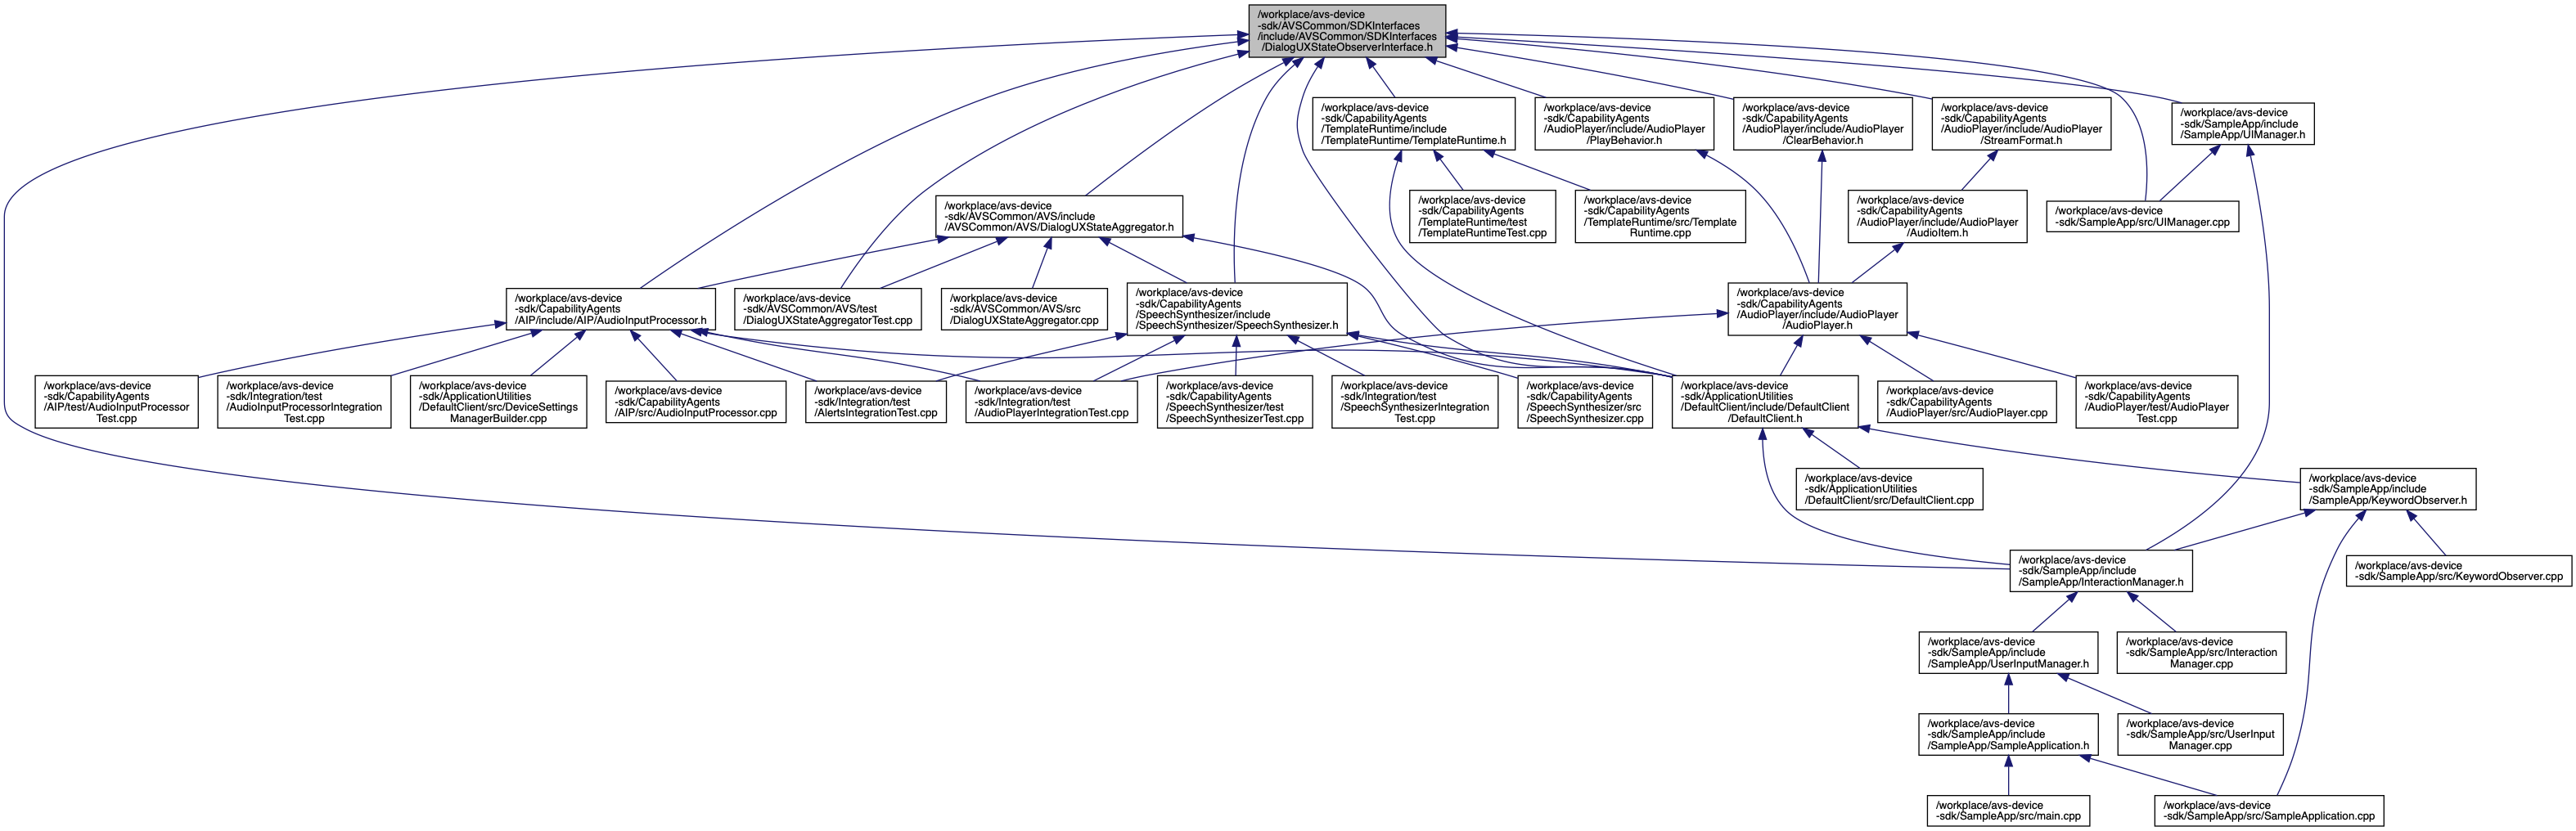 /workplace/avs-device
-sdk/AVSCommon/SDKInterfaces
/include/AVSCommon/SDKInterfaces
/DialogUXStateObserverInterface.h
/workplace/avs-device
-sdk/CapabilityAgents
/TemplateRuntime/include
/TemplateRuntime/TemplateRuntime.h
/workplace/avs-device
-sdk/CapabilityAgents
/AudioPlayer/include/AudioPlayer
/PlayBehavior.h
/workplace/avs-device
-sdk/CapabilityAgents
/AudioPlayer/include/AudioPlayer
/ClearBehavior.h
/workplace/avs-device
-sdk/CapabilityAgents
/AudioPlayer/include/AudioPlayer
/StreamFormat.h
/workplace/avs-device
-sdk/SampleApp/include
/SampleApp/UIManager.h
/workplace/avs-device
-sdk/AVSCommon/AVS/include
/AVSCommon/AVS/DialogUXStateAggregator.h
/workplace/avs-device
-sdk/CapabilityAgents
/TemplateRuntime/test
/TemplateRuntimeTest.cpp
/workplace/avs-device
-sdk/CapabilityAgents
/TemplateRuntime/src/Template
Runtime.cpp
/workplace/avs-device
-sdk/CapabilityAgents
/AudioPlayer/include/AudioPlayer
/AudioItem.h
/workplace/avs-device
-sdk/SampleApp/src/UIManager.cpp
/workplace/avs-device
-sdk/CapabilityAgents
/AIP/include/AIP/AudioInputProcessor.h
/workplace/avs-device
-sdk/AVSCommon/AVS/test
/DialogUXStateAggregatorTest.cpp
/workplace/avs-device
-sdk/AVSCommon/AVS/src
/DialogUXStateAggregator.cpp
/workplace/avs-device
-sdk/CapabilityAgents
/SpeechSynthesizer/include
/SpeechSynthesizer/SpeechSynthesizer.h
/workplace/avs-device
-sdk/CapabilityAgents
/AudioPlayer/include/AudioPlayer
/AudioPlayer.h
/workplace/avs-device
-sdk/CapabilityAgents
/AIP/test/AudioInputProcessor
Test.cpp
/workplace/avs-device
-sdk/Integration/test
/AudioInputProcessorIntegration
Test.cpp
/workplace/avs-device
-sdk/ApplicationUtilities
/DefaultClient/src/DeviceSettings
ManagerBuilder.cpp
/workplace/avs-device
-sdk/CapabilityAgents
/AIP/src/AudioInputProcessor.cpp
/workplace/avs-device
-sdk/Integration/test
/AlertsIntegrationTest.cpp
/workplace/avs-device
-sdk/Integration/test
/AudioPlayerIntegrationTest.cpp
/workplace/avs-device
-sdk/CapabilityAgents
/SpeechSynthesizer/test
/SpeechSynthesizerTest.cpp
/workplace/avs-device
-sdk/Integration/test
/SpeechSynthesizerIntegration
Test.cpp
/workplace/avs-device
-sdk/CapabilityAgents
/SpeechSynthesizer/src
/SpeechSynthesizer.cpp
/workplace/avs-device
-sdk/ApplicationUtilities
/DefaultClient/include/DefaultClient
/DefaultClient.h
/workplace/avs-device
-sdk/CapabilityAgents
/AudioPlayer/src/AudioPlayer.cpp
/workplace/avs-device
-sdk/CapabilityAgents
/AudioPlayer/test/AudioPlayer
Test.cpp
/workplace/avs-device
-sdk/ApplicationUtilities
/DefaultClient/src/DefaultClient.cpp
/workplace/avs-device
-sdk/SampleApp/include
/SampleApp/KeywordObserver.h
/workplace/avs-device
-sdk/SampleApp/include
/SampleApp/InteractionManager.h
/workplace/avs-device
-sdk/SampleApp/src/KeywordObserver.cpp
/workplace/avs-device
-sdk/SampleApp/include
/SampleApp/UserInputManager.h
/workplace/avs-device
-sdk/SampleApp/src/Interaction
Manager.cpp
/workplace/avs-device
-sdk/SampleApp/include
/SampleApp/SampleApplication.h
/workplace/avs-device
-sdk/SampleApp/src/UserInput
Manager.cpp
/workplace/avs-device
-sdk/SampleApp/src/main.cpp
/workplace/avs-device
-sdk/SampleApp/src/SampleApplication.cpp